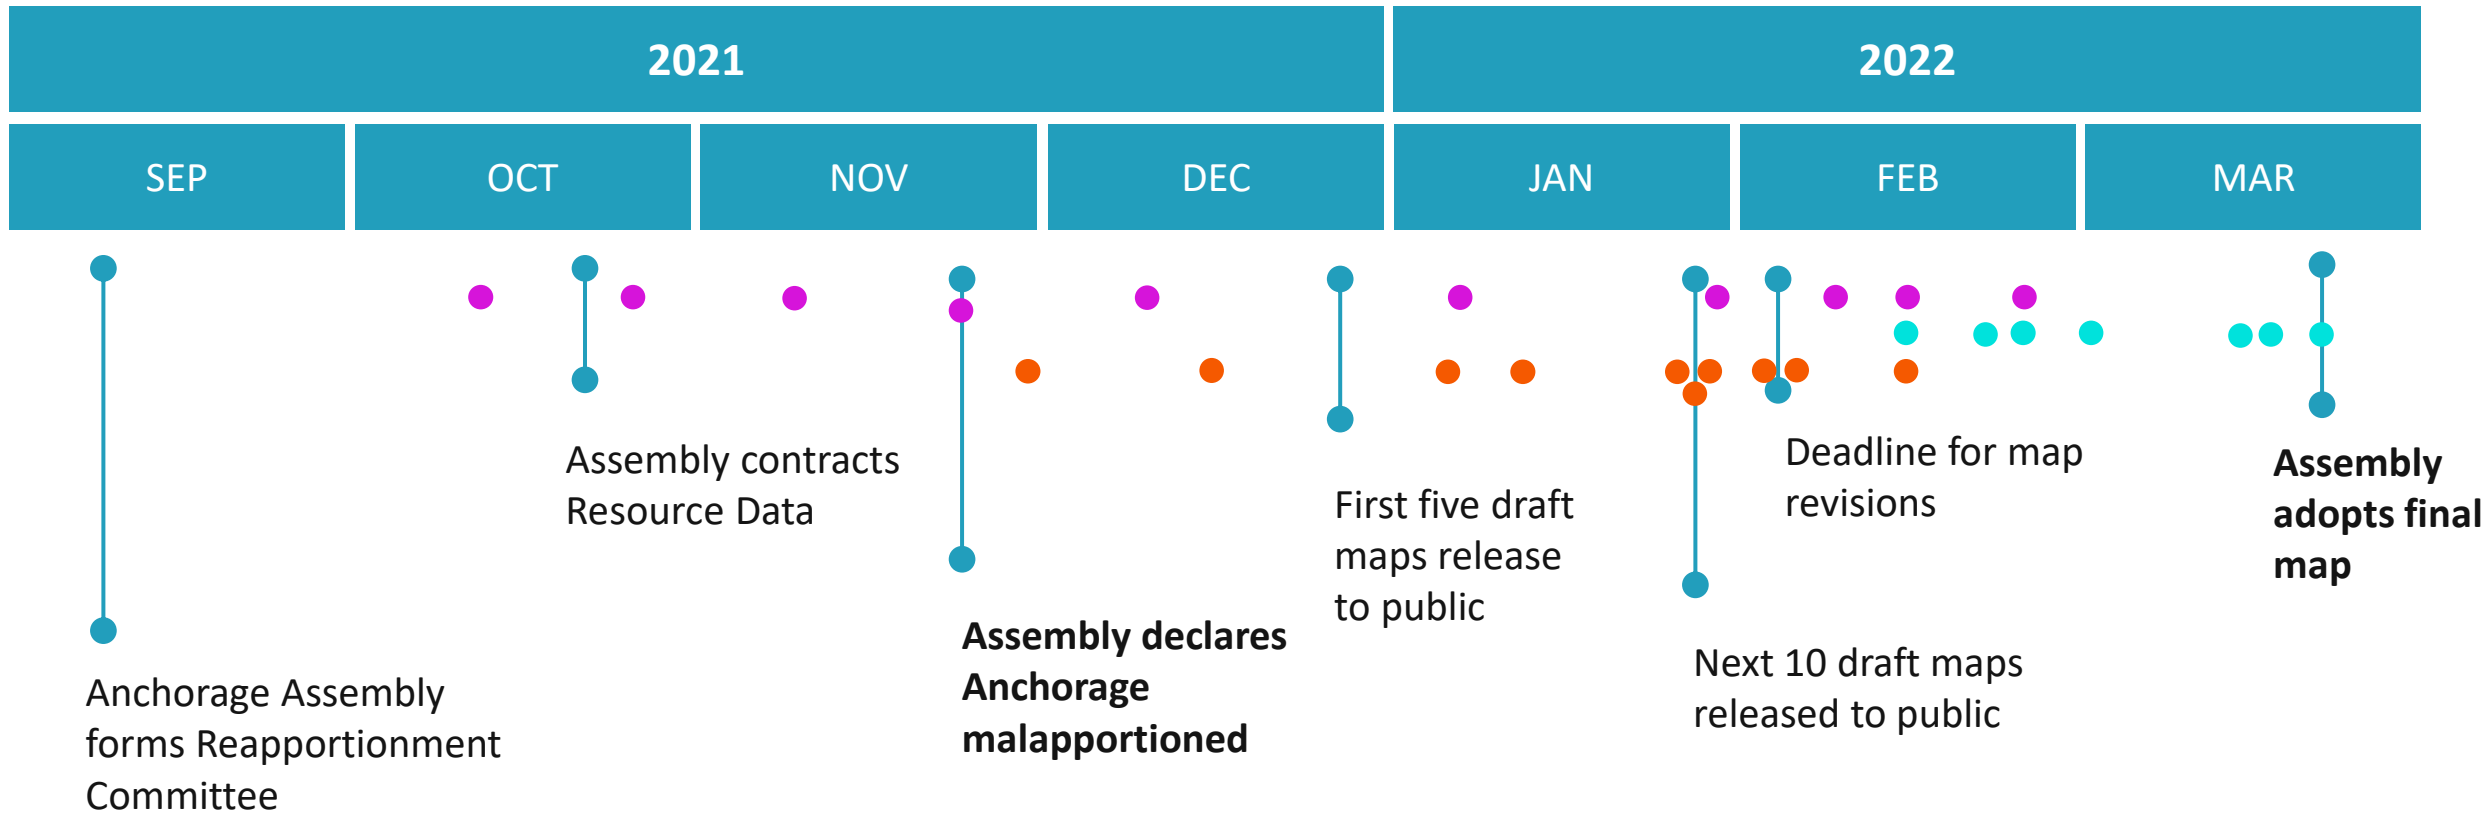 2021
2022
SEP
OCT
NOV
DEC
JAN
FEB
MAR
Anchorage Assembly
forms Reapportionment
Committee
Assembly contracts
Resource Data
Assembly declares
Anchorage
malapportioned
First five draft
maps release
to public
Next 10 draft maps
released to public
Deadline for map
revisions
Assembly
adopts final
map